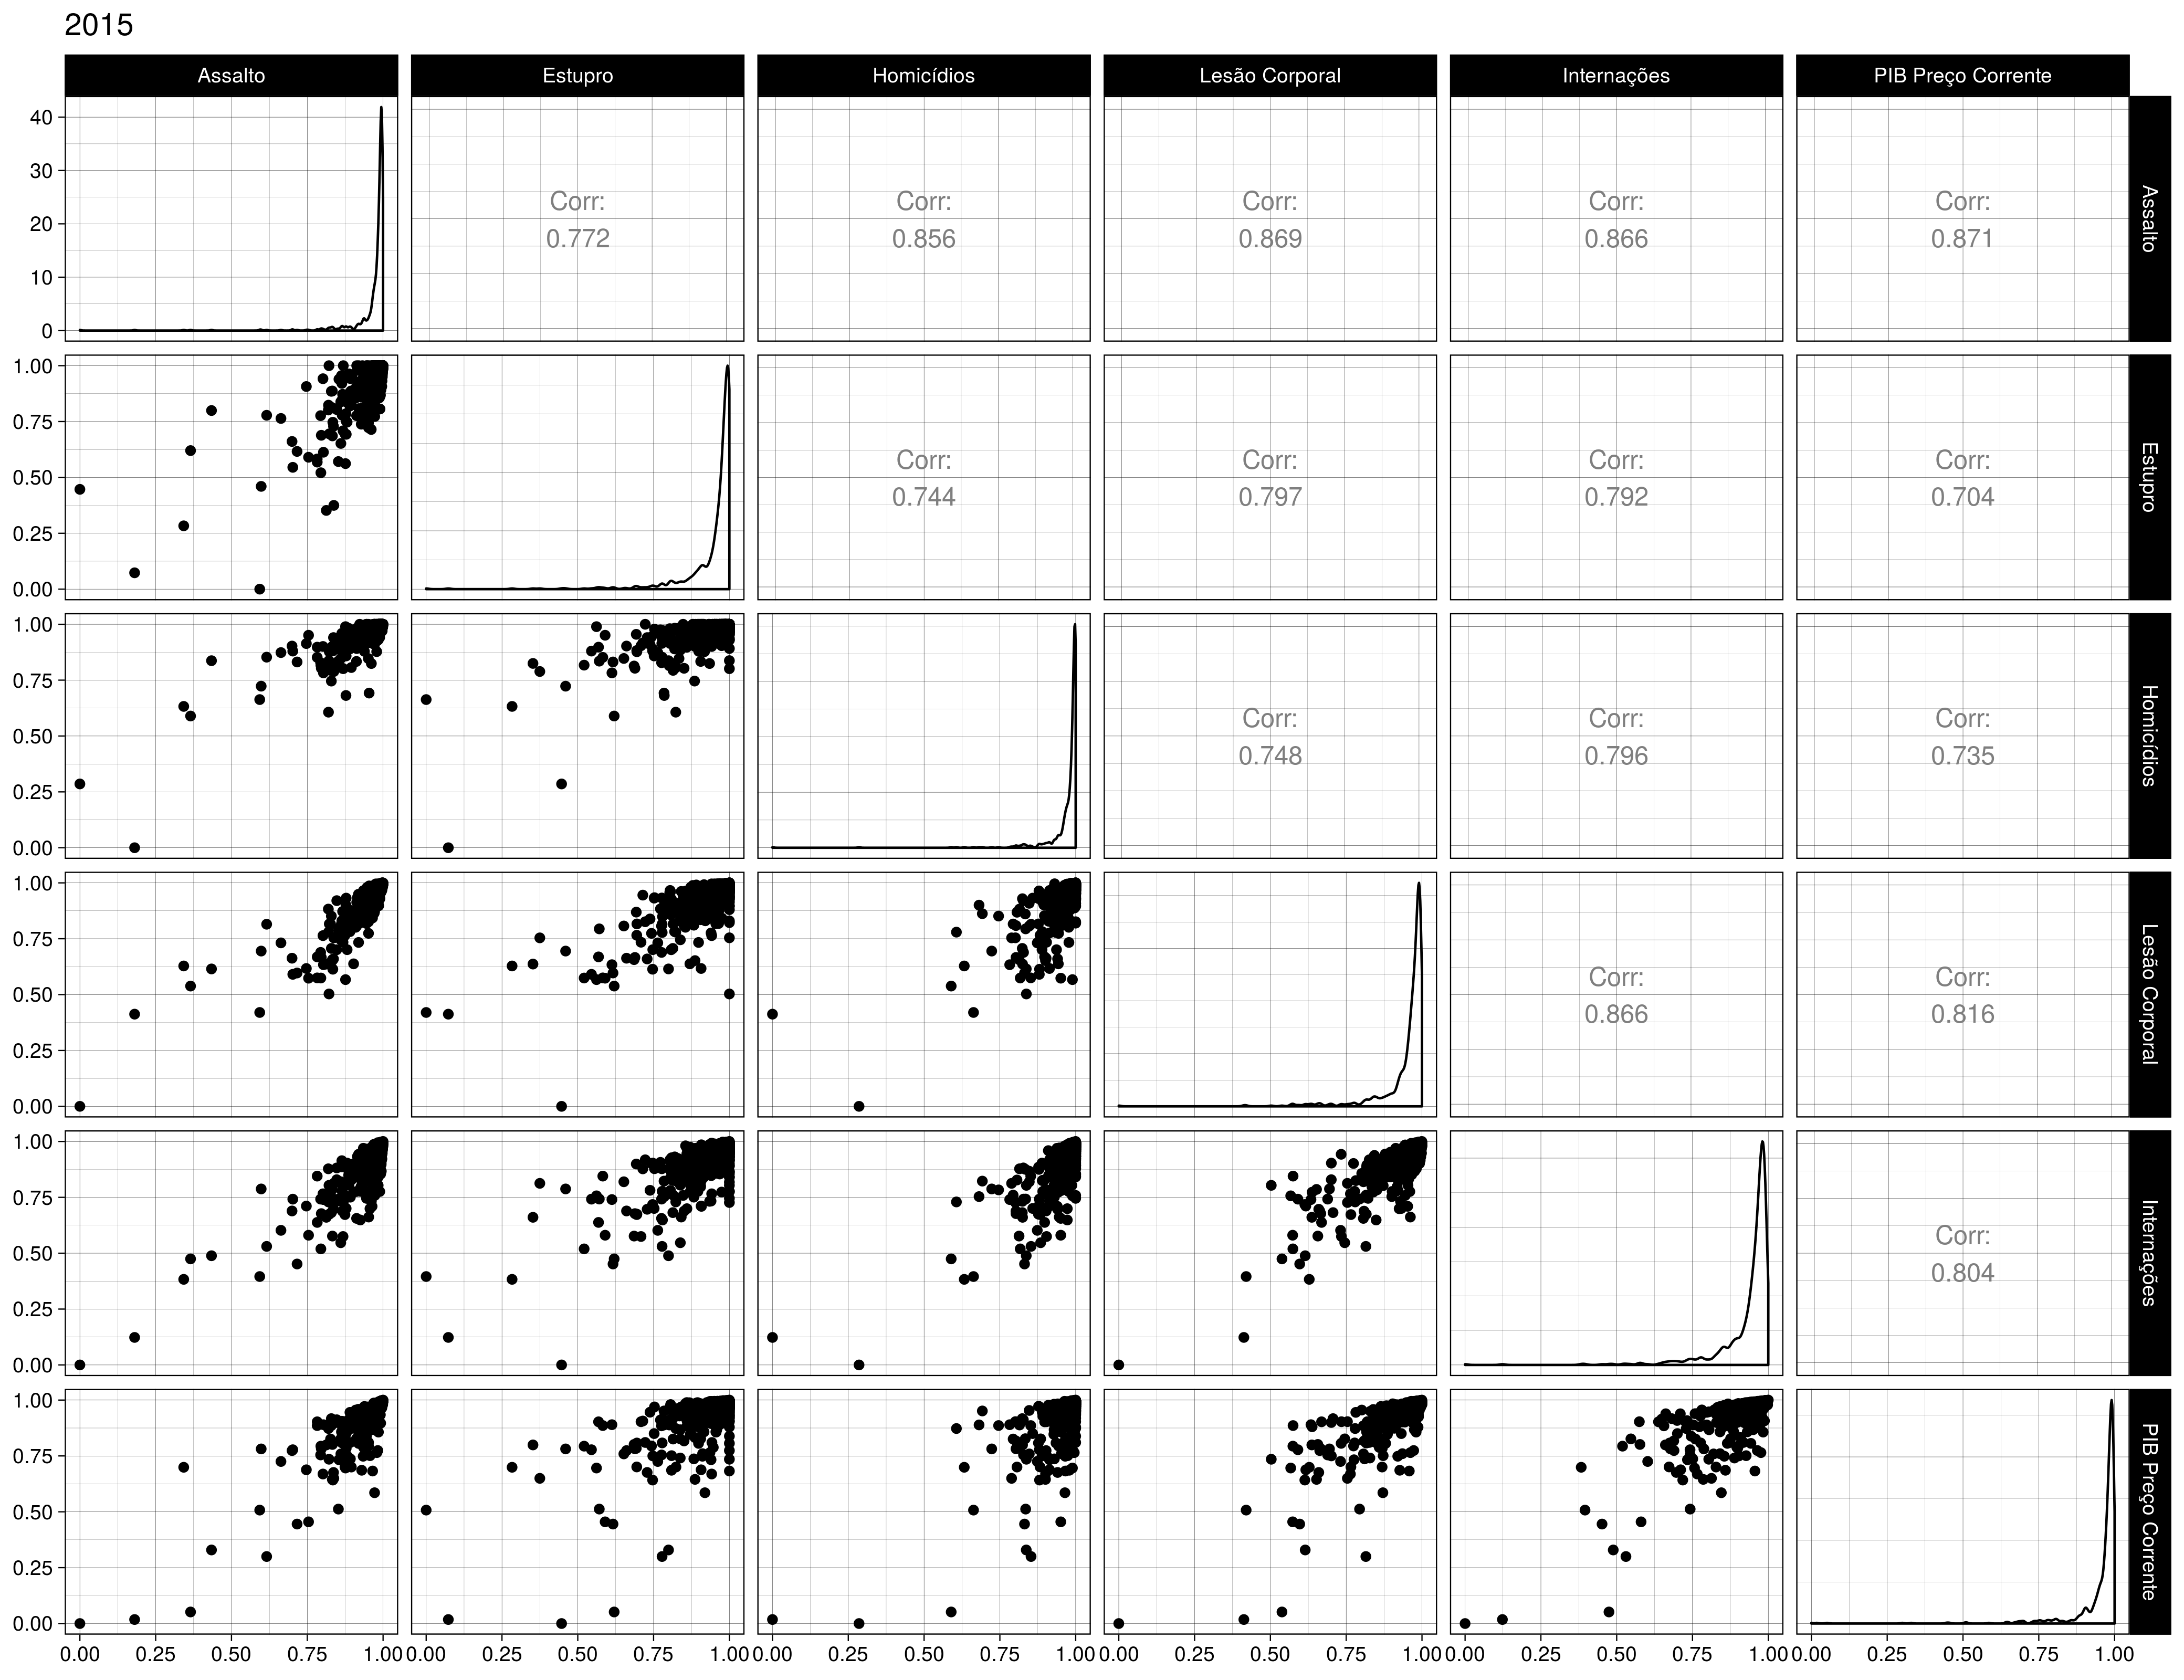 2015
Assalto Estupro Homicídios Lesão Corporal Internações PIB Preço Corrente
40
30
20
10
0
Corr:
0.772
Corr:
0.856
Corr:
0.869
Corr:
0.866
Corr:
0.871
Assalto
1.00
0.75
0.50
0.25
0.00
Corr:
0.744
Corr:
0.797
Corr:
0.792
Corr:
0.704
Estupro
1.00
0.75
0.50
0.25
0.00
Corr:
0.748
Corr:
0.796
Corr:
0.735
Homicídios
1.00
0.75
0.50
0.25
0.00
Corr:
0.866
Corr:
0.816
Lesão Corporal
1.00
0.75
0.50
0.25
0.00
Corr:
0.804
Internações
1.00
0.75
0.50
0.25
0.00
PIB Preço Corrente
0.00 0.25 0.50 0.75 1.00 0.00 0.25 0.50 0.75 1.00 0.00 0.25 0.50 0.75 1.00 0.00 0.25 0.50 0.75 1.00 0.00 0.25 0.50 0.75 1.00 0.00 0.25 0.50 0.75 1.00